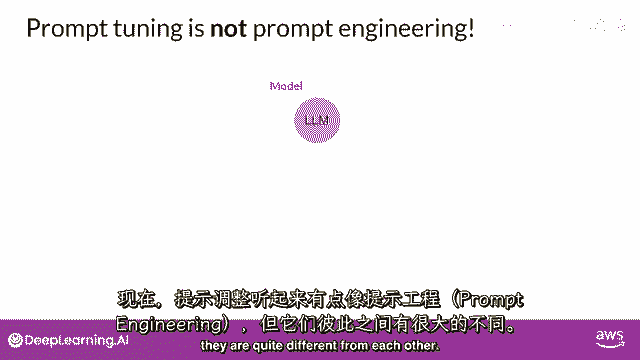 Prompt tuning is not prompt engineering!
Model
LLM
现在，提示调整听起来有点像提示工程（Prompt
Engineering），但它们彼此之间有很大的不同。
they are quite different from each other.
DeepLearning.AI
aws